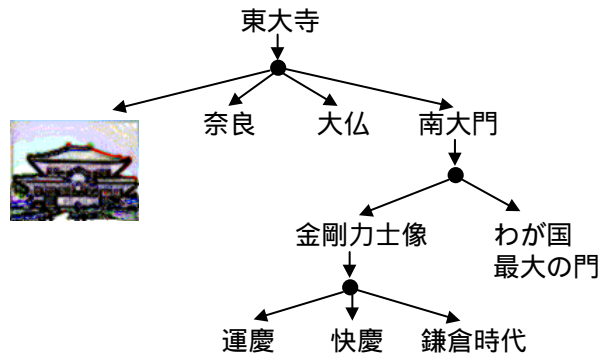 東大寺
奈良
大仏
南大門
金剛力士像
わが国
最大の門
運慶
快慶
鎌倉時代